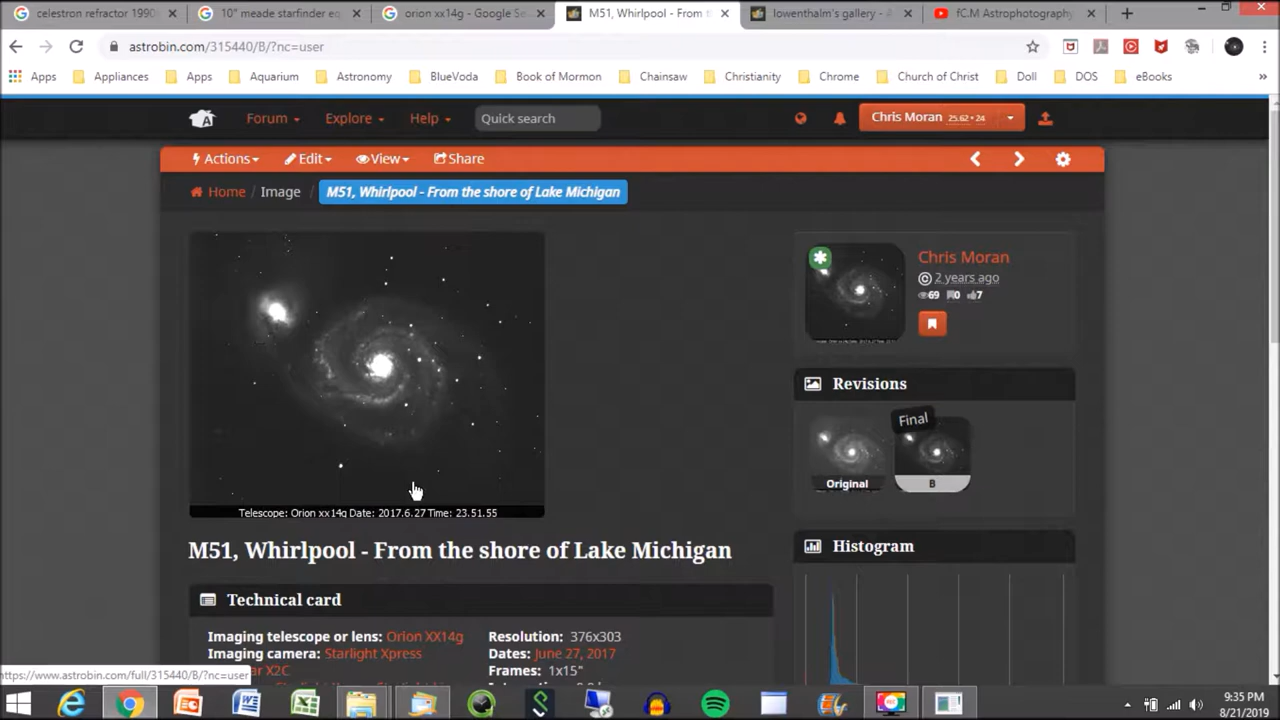 celestron refractor 1990
10" meade starfinder eq
orion xx14g - Google Se
M51, Whirlpool - From t
lowenthalm's gallery - A
fC.M Astrophotography
astrobin.com/315440/B/?nc=user
Apps
Appliances
Apps
Aquarium
Astronomy
BlueVoda
Book of Mormon
Chainsaw
Christianity
Chrome
Church of Christ
Doll
DOS
eBooks
»
A
Forum
Explore
Help
Quick search
Chris Moran 25.62 • 24
Actions
Edit
View
Share
Home / Image / M51, Whirlpool - From the shore of Lake Michigan
Chris Moran
2 years ago
69 0 7
Telescope: Orion xx14g Date: 2017.6.27 Time: 23.51.55
Revisions
Original
Final
B
M51, Whirlpool - From the shore of Lake Michigan
Histogram
Technical card
Imaging telescope or lens: Orion XX14g
Imaging camera: Starlight Xpress
X2C
Resolution: 376x303
Dates: June 27, 2017
Frames: 1x15"
https://www.astrobin.com/full/315440/B/?nc=user
9:35 PM
8/21/2019